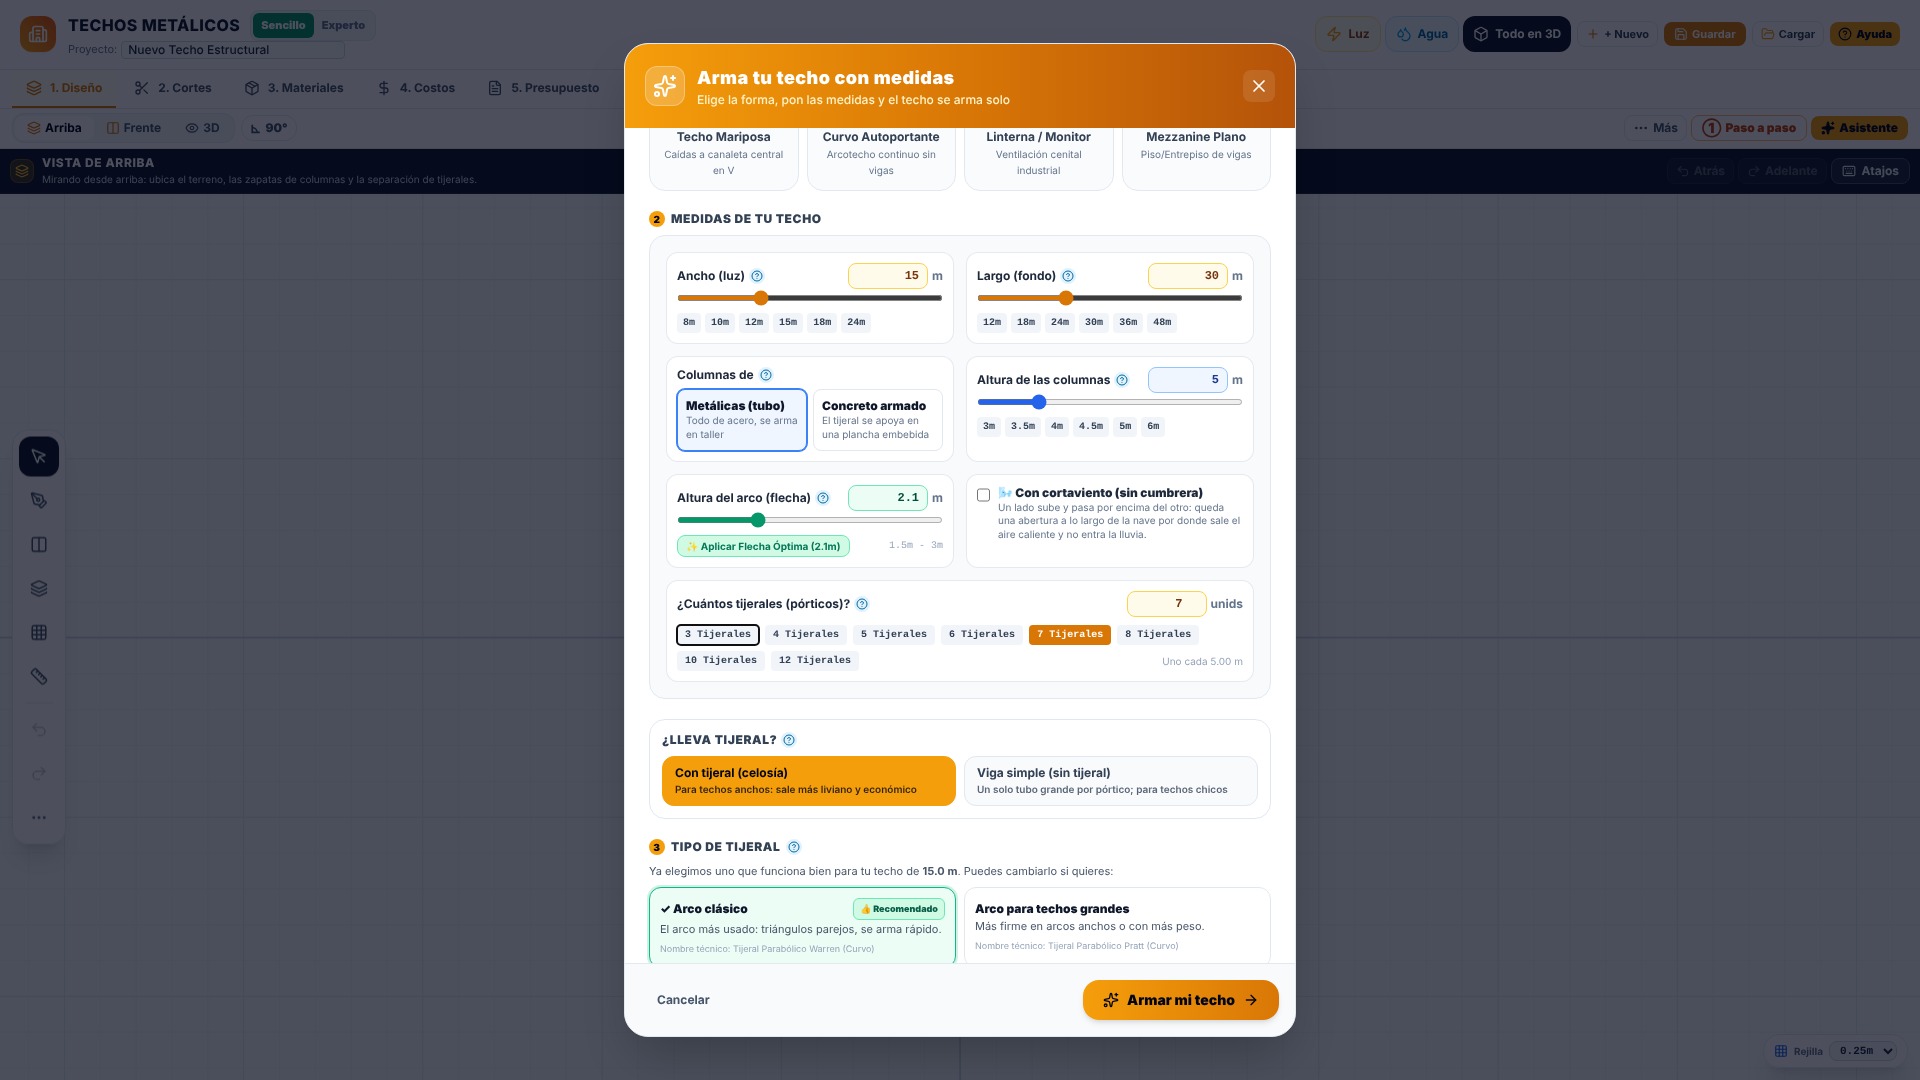 TECHOS METÁLICOS
Sencillo
Experto
Proyecto:
Nuevo Techo Estructural
Luz
Agua
Todo en 3D
+ Nuevo
Guardar
Cargar
Ayuda
1. Diseño
2. Cortes
3. Materiales
4. Costos
5. Presupuesto
Arriba
Frente
3D
90°
Más
1 Paso a paso
Asistente
VISTA DE ARRIBA
Mirando desde arriba: ubica el terreno, las zapatas de columnas y la separación de tijerales.
Atrás
Adelante
Atajos
Arma tu techo con medidas
Elige la forma, pon las medidas y el techo se arma solo
Techo Mariposa
Caídas a canaleta central
en V
Curvo Autoportante
Arcotecho continuo sin
vigas
Linterna / Monitor
Ventilación cenital
industrial
Mezzanine Plano
Piso/Entrepiso de vigas
2 MEDIDAS DE TU TECHO
Ancho (luz) ? 15 m
8m 10m 12m 15m 18m 24m
Largo (fondo) ? 30 m
12m 18m 24m 30m 36m 48m
Columnas de ?
Metálicas (tubo)
Todo de acero, se arma
en taller
Concreto armado
El tijeral se apoya en
una plancha embebida
Altura de las columnas ? 5 m
3m 3.5m 4m 4.5m 5m 6m
Altura del arco (flecha) ? 2.1 m
✨ Aplicar Flecha Óptima (2.1m)
1.5m - 3m
Con cortaviento (sin cumbrera)
Un lado sube y pasa por encima del otro: queda
una abertura a lo largo de la nave por donde sale el
aire caliente y no entra la lluvia.
¿Cuántos tijerales (pórticos)? ? 7 unids
3 Tijerales 4 Tijerales 5 Tijerales 6 Tijerales 7 Tijerales 8 Tijerales
10 Tijerales 12 Tijerales
Uno cada 5.00 m
¿LLEVA TIJERAL? ?
Con tijeral (celosía)
Para techos anchos: sale más liviano y económico
Viga simple (sin tijeral)
Un solo tubo grande por pórtico; para techos chicos
3 TIPO DE TIJERAL ?
Ya elegimos uno que funciona bien para tu techo de 15.0 m. Puedes cambiarlo si quieres:
✓ Arco clásico
👍 Recomendado
El arco más usado: triángulos parejos, se arma rápido.
Nombre técnico: Tijeral Parabólico Warren (Curvo)
Arco para techos grandes
Más firme en arcos anchos o con más peso.
Nombre técnico: Tijeral Parabólico Pratt (Curvo)
Cancelar
Armar mi techo →
Rejilla
0.25m